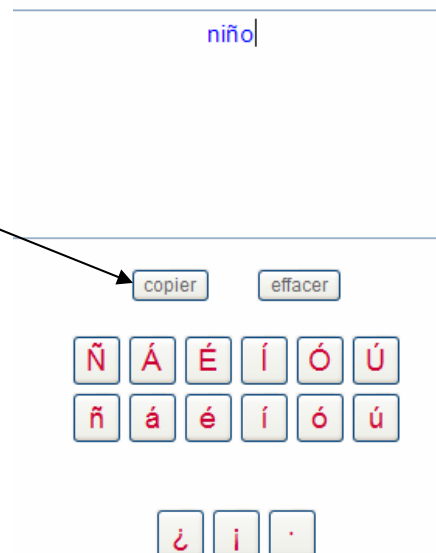 niño
copier effacer
Ñ Á É Í Ó Ú
ñ á é í ó ú
¿ ¡ ·